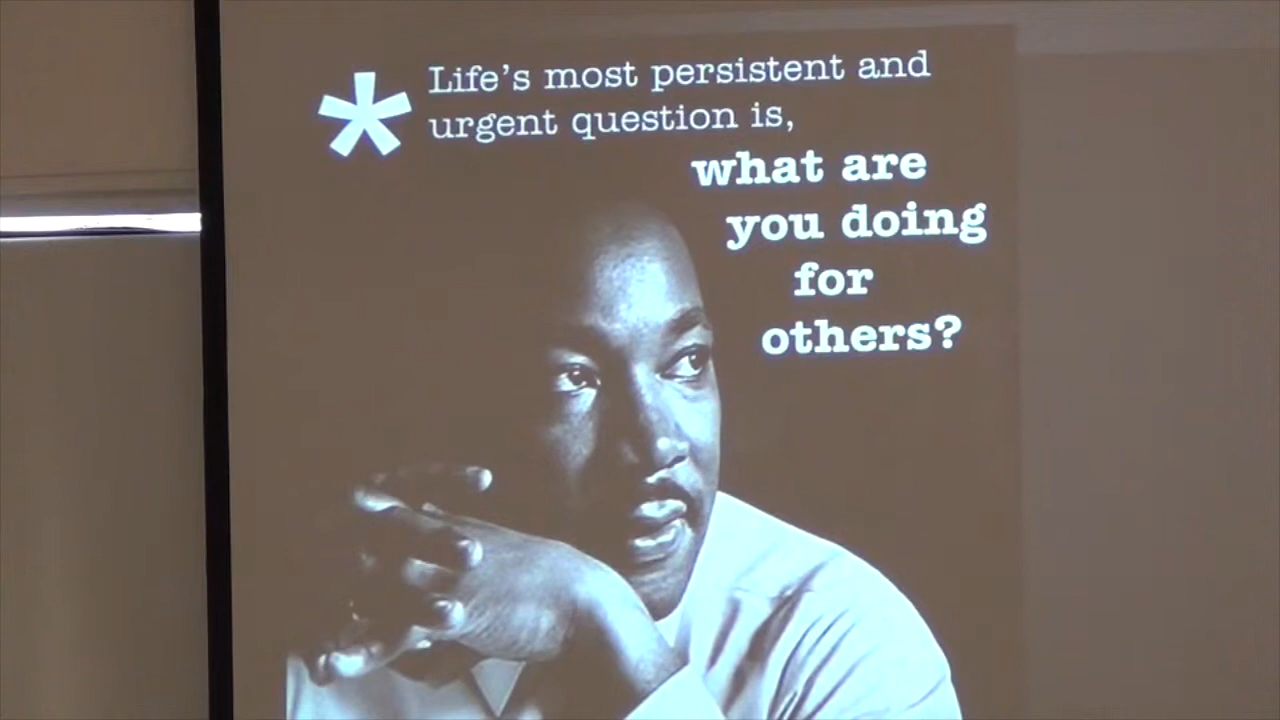 * Life's most persistent and
urgent question is,
what are
you doing
for
others?